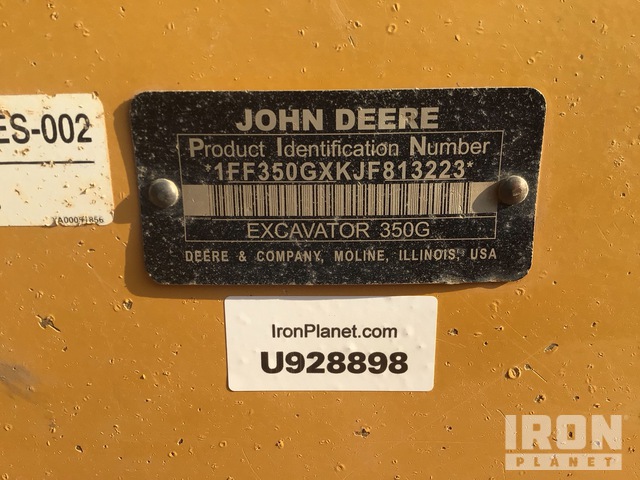 ES-002
YA00091856
JOHN DEERE
Product Identification Number
*1FF350GXKJF813223*
EXCAVATOR 350G
DEERE & COMPANY, MOLINE, ILLINOIS, USA
IronPlanet.com
U928898
IRON
PLANET